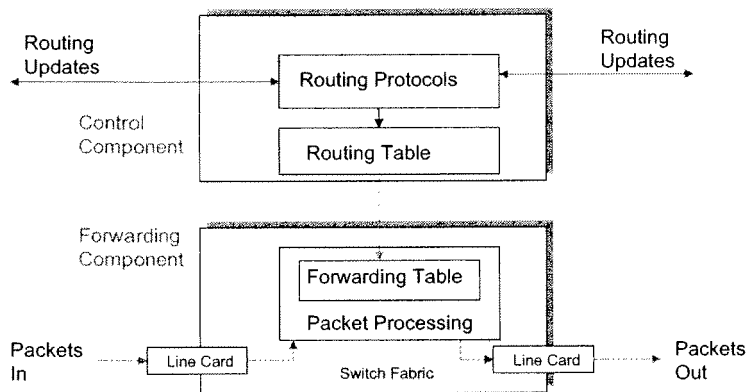 Routing
Updates
Routing
Updates
Routing Protocols
Control
Component
Routing Table
Forwarding
Component
Forwarding Table
Packet Processing
Packets
In
Line Card
Switch Fabric
Line Card
Packets
Out